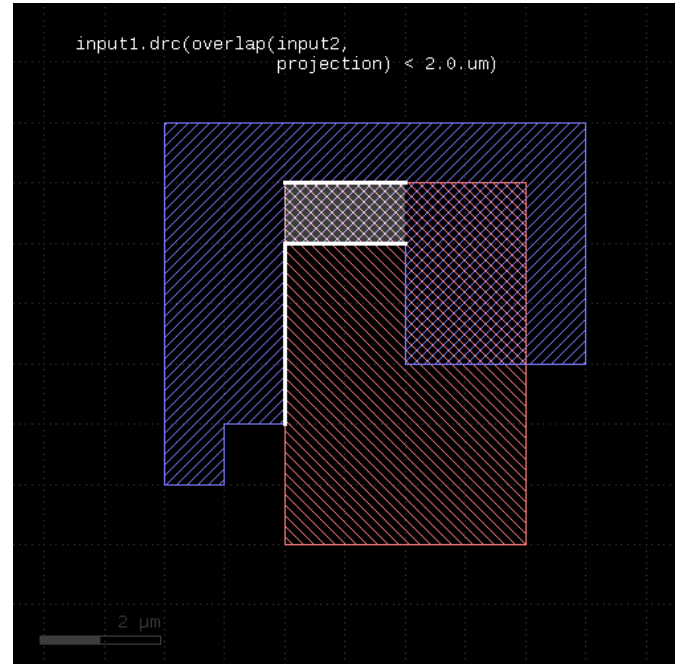 input1.drc(overlap(input2,
projection) < 2.0.um)
2 µm